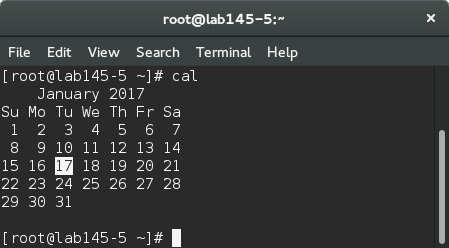 root@lab145-5:~ ×
File Edit View Search Terminal Help
[root@lab145-5 ~]# cal
    January 2017
Su Mo Tu We Th Fr Sa
 1  2  3  4  5  6  7
 8  9 10 11 12 13 14
15 16 17 18 19 20 21
22 23 24 25 26 27 28
29 30 31

[root@lab145-5 ~]#